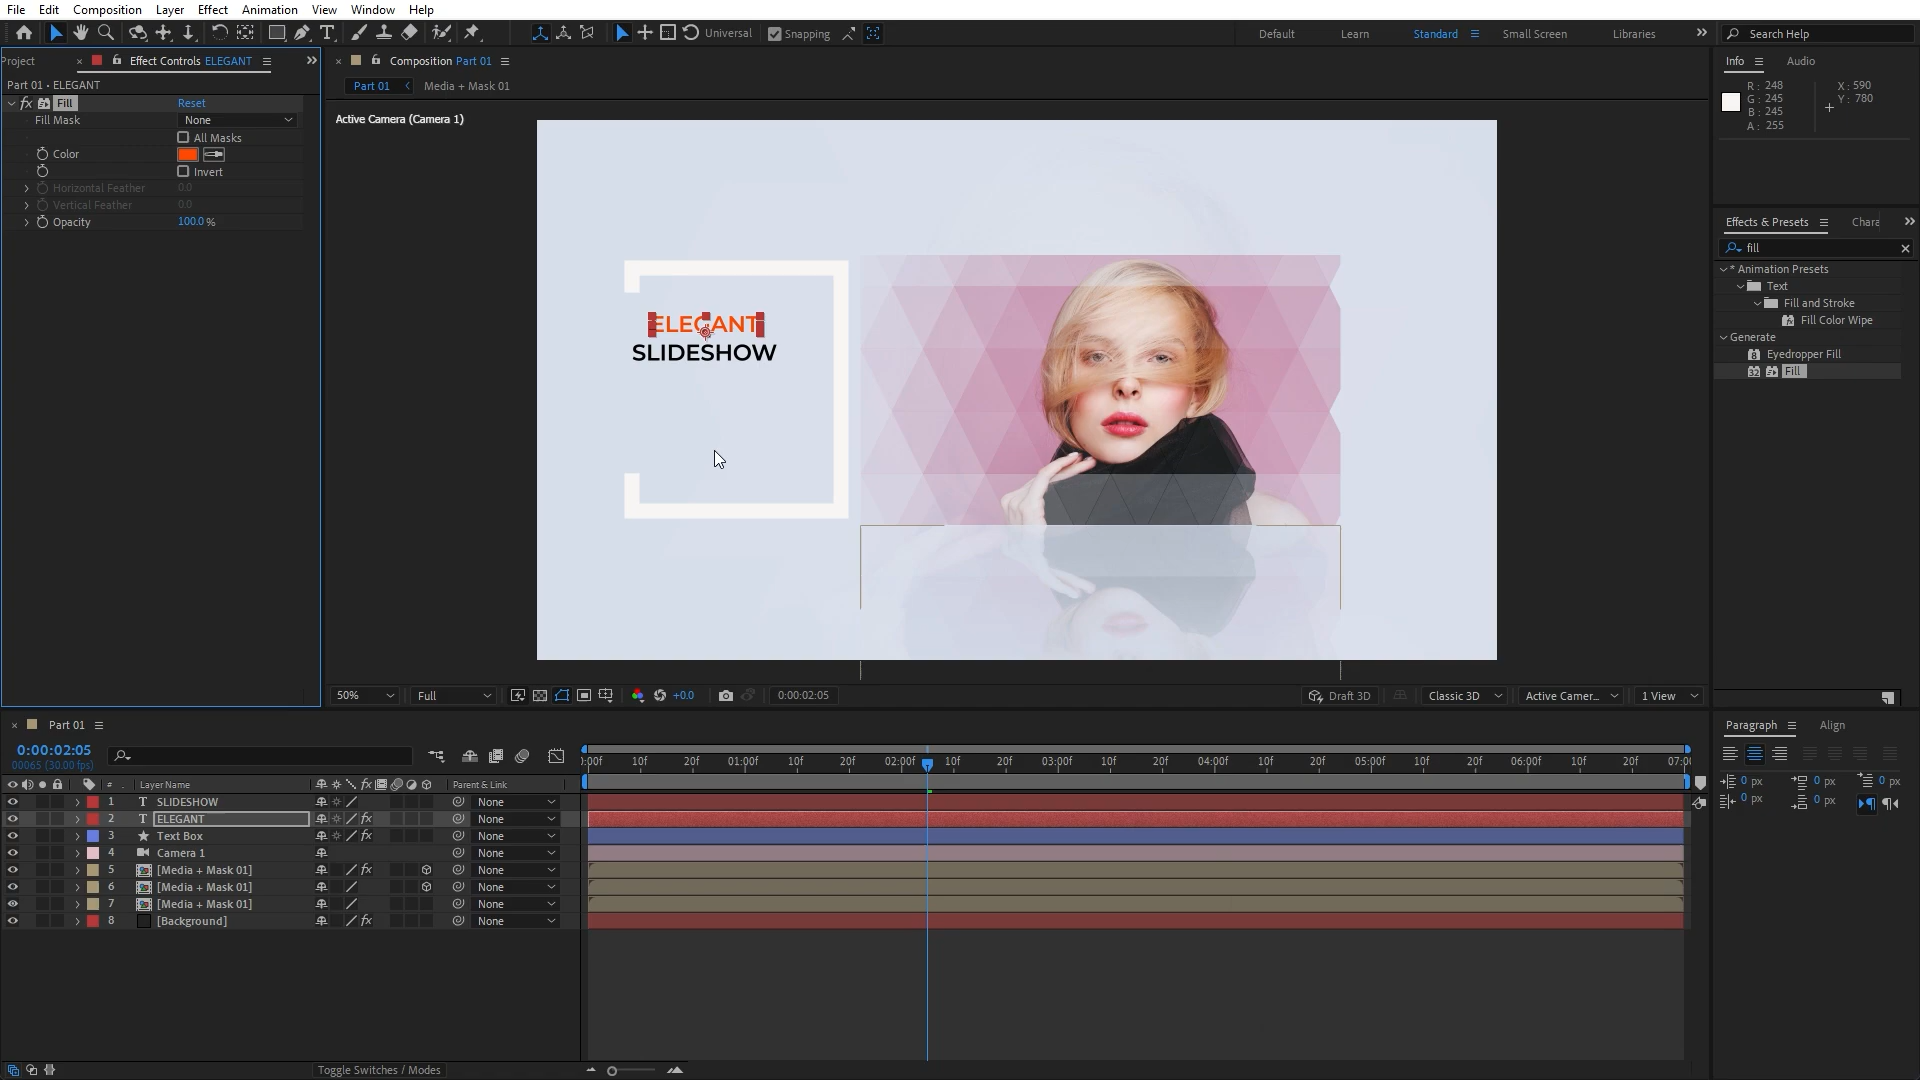 File Edit Composition Layer Effect Animation View Window Help
Universal Snapping Default Learn Standard Small Screen Libraries Search Help
Project Effect Controls ELEGANT
Part 01 • ELEGANT
fx Fill Reset
Fill Mask None
All Masks
Color
Invert
Horizontal Feather 0.0
Vertical Feather 0.0
Opacity 100.0 %
Composition Part 01
Part 01 Media + Mask 01
Active Camera (Camera 1)
ELEGANT
SLIDESHOW
50% Full +0.0 0:00:02:05 Draft 3D Classic 3D Active Camer... 1 View
Info Audio
R: 248 X: 590
G: 245 Y: 780
B: 245
A: 255
Effects & Presets Chara
fill
* Animation Presets
Text
Fill and Stroke
Fill Color Wipe
Generate
Eyedropper Fill
Fill
Part 01
0:00:02:05
00065 (30.00 fps)
:00f 10f 20f 01:00f 10f 20f 02:00f 10f 20f 03:00f 10f 20f 04:00f 10f 20f 05:00f 10f 20f 06:00f 10f 20f 07:00
# Layer Name fx Parent & Link
1 T SLIDESHOW None
2 T ELEGANT fx None
3 Text Box fx None
4 Camera 1 None
5 [Media + Mask 01] fx None
6 [Media + Mask 01] None
7 [Media + Mask 01] None
8 [Background] fx None
Toggle Switches / Modes
Paragraph Align
0 px 0 px 0 px
0 px 0 px